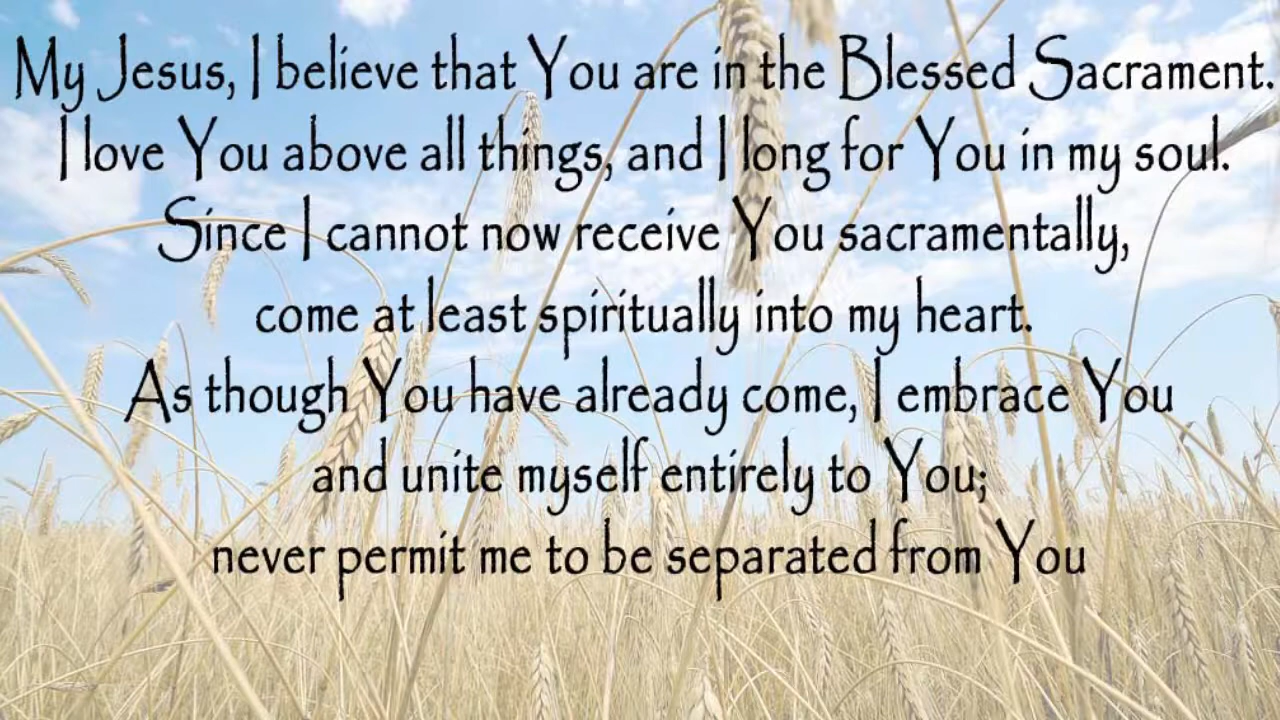 My Jesus, I believe that You are in the Blessed Sacrament.
I love You above all things, and I long for You in my soul.
Since I cannot now receive You sacramentally,
come at least spiritually into my heart.
As though You have already come, I embrace You
and unite myself entirely to You;
never permit me to be separated from You